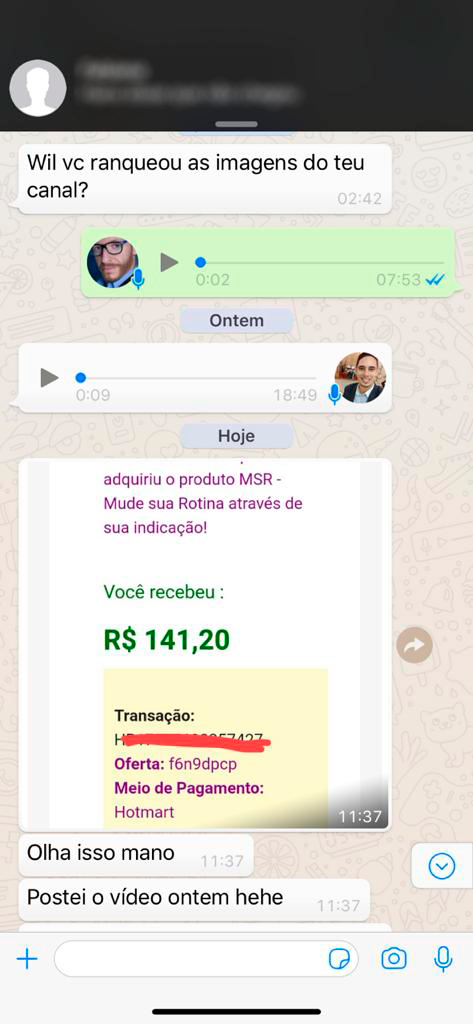 Wil vc ranqueou as imagens do teu
canal?
02:42
0:02
07:53
Ontem
0:09
18:49
Hoje
adquiriu o produto MSR -
Mude sua Rotina através de
sua indicação!
Você recebeu :
R$ 141,20
Transação:
Oferta: f6n9dpcp
Meio de Pagamento:
Hotmart
11:37
Olha isso mano
11:37
Postei o vídeo ontem hehe
11:37